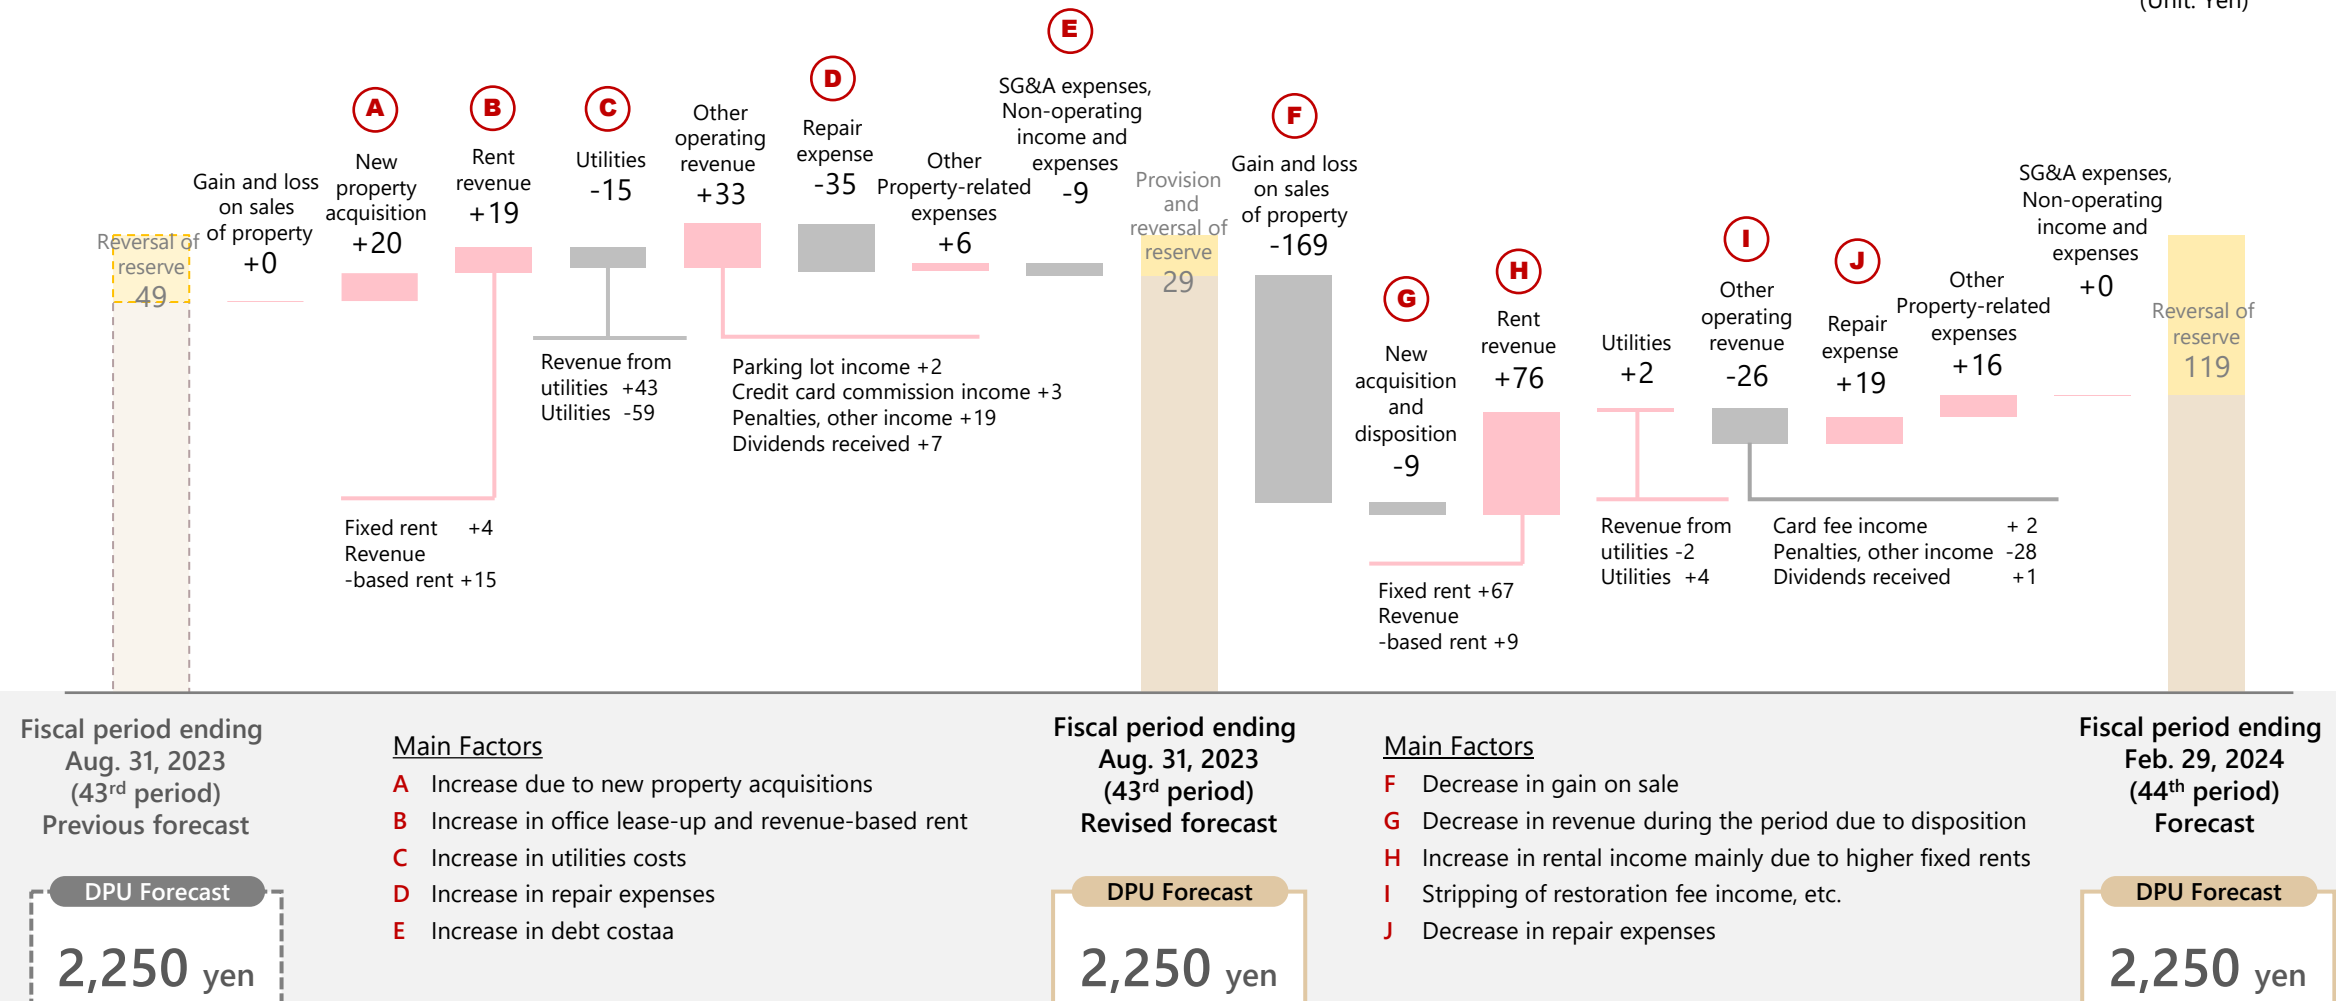 (Unit: Yen)
Reversal of
reserve
49
Gain and loss
on sales
of property
+0
A
New
property
acquisition
+20
B
Rent
revenue
+19
Fixed rent +4
Revenue
-based rent +15
C
Utilities
-15
Revenue from
utilities +43
Utilities -59
Other
operating
revenue
+33
Parking lot income +2
Credit card commission income +3
Penalties, other income +19
Dividends received +7
D
Repair
expense
-35
Other
Property-related
expenses
+6
E
SG&A expenses,
Non-operating
income and
expenses
-9
Provision
and
reversal of
reserve
29
F
Gain and loss
on sales
of property
-169
G
New
acquisition
and
disposition
-9
H
Rent
revenue
+76
Fixed rent +67
Revenue
-based rent +9
Utilities
+2
Revenue from
utilities -2
Utilities +4
I
Other
operating
revenue
-26
Card fee income + 2
Penalties, other income -28
Dividends received +1
J
Repair
expense
+19
Other
Property-related
expenses
+16
SG&A expenses,
Non-operating
income and
expenses
+0
Reversal of
reserve
119
Fiscal period ending
Aug. 31, 2023
(43rd period)
Previous forecast
DPU Forecast
2,250 yen
Main Factors
A Increase due to new property acquisitions
B Increase in office lease-up and revenue-based rent
C Increase in utilities costs
D Increase in repair expenses
E Increase in debt costaa
Fiscal period ending
Aug. 31, 2023
(43rd period)
Revised forecast
DPU Forecast
2,250 yen
Main Factors
F Decrease in gain on sale
G Decrease in revenue during the period due to disposition
H Increase in rental income mainly due to higher fixed rents
I Stripping of restoration fee income, etc.
J Decrease in repair expenses
Fiscal period ending
Feb. 29, 2024
(44th period)
Forecast
DPU Forecast
2,250 yen